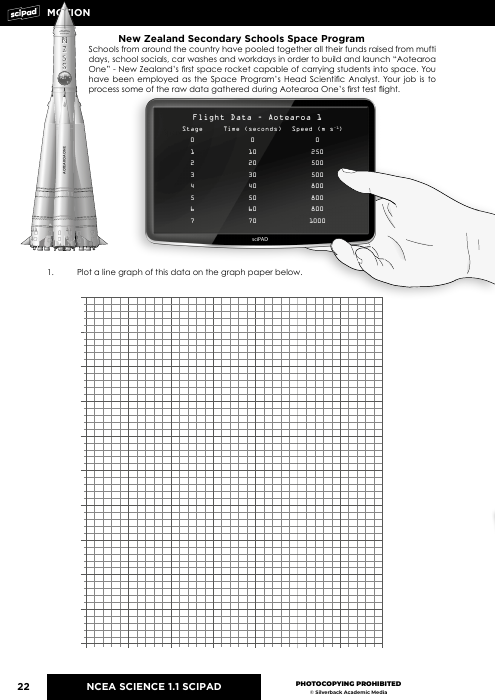 scipad MOTION
New Zealand Secondary Schools Space Program
Schools from around the country have pooled together all their funds raised from mufti
days, school socials, car washes and workdays in order to build and launch “Aotearoa
One” - New Zealand’s first space rocket capable of carrying students into space. You
have been employed as the Space Program’s Head Scientific Analyst. Your job is to
process some of the raw data gathered during Aotearoa One’s first test flight.
NZSSS
AOTEAROA ONE
Flight Data - Aotearoa 1
Stage Time (seconds) Speed (m s⁻¹)
0 0 0
1 10 250
2 20 500
3 30 500
4 40 800
5 50 800
6 60 800
7 70 1000
sciPAD
1. Plot a line graph of this data on the graph paper below.
22 NCEA SCIENCE 1.1 SCIPAD PHOTOCOPYING PROHIBITED
© Silverback Academic Media